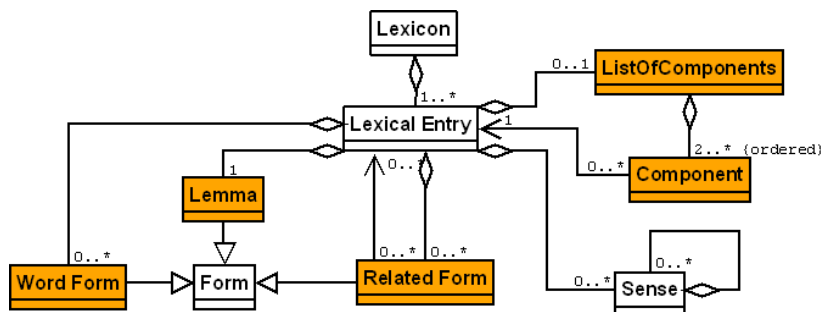 Lexicon
0..1
ListOfComponents
1..*
Lexical Entry
1
2..* {ordered}
1
0..*
0..*
Component
Lemma
0..*
0..*
0..*
0..*
0..*
Word Form
Form
Related Form
Sense